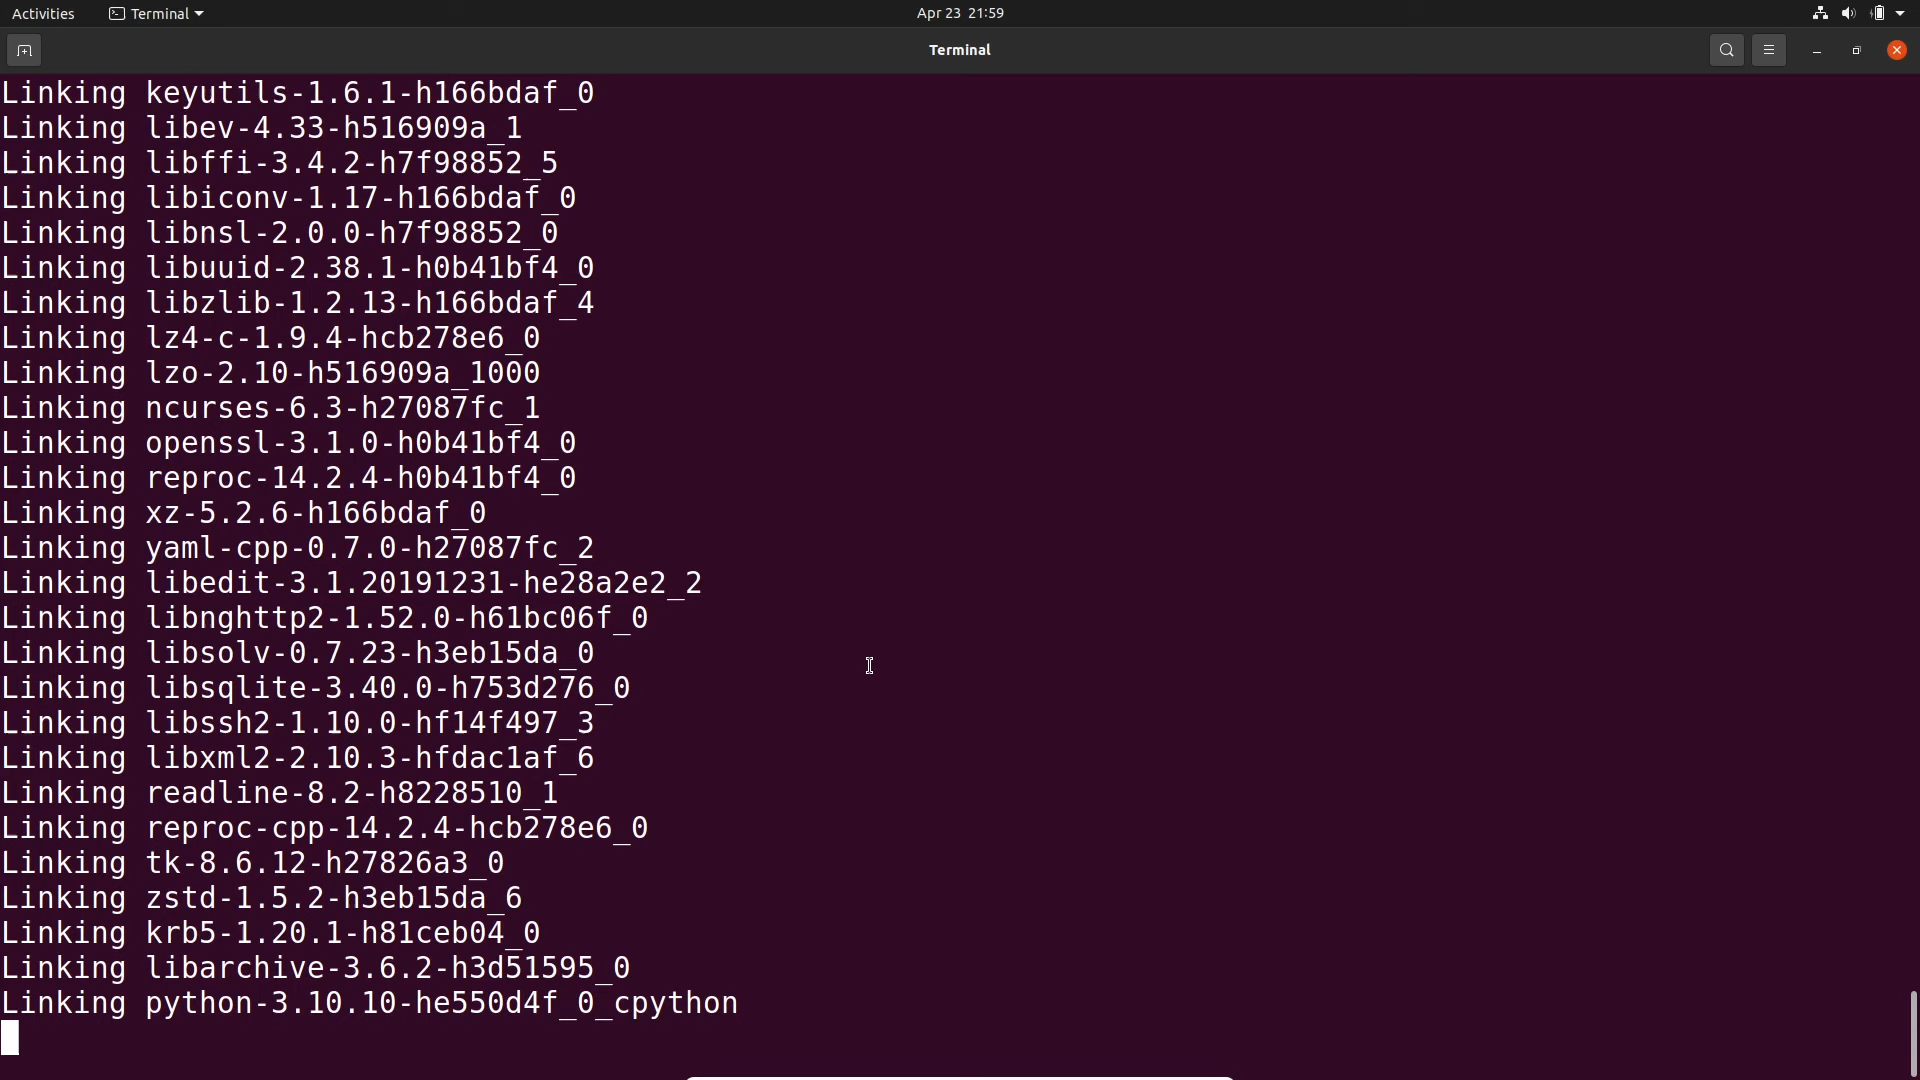 Activities Terminal Apr 23 21:59
Terminal
Linking keyutils-1.6.1-h166bdaf_0
Linking libev-4.33-h516909a_1
Linking libffi-3.4.2-h7f98852_5
Linking libiconv-1.17-h166bdaf_0
Linking libnsl-2.0.0-h7f98852_0
Linking libuuid-2.38.1-h0b41bf4_0
Linking libzlib-1.2.13-h166bdaf_4
Linking lz4-c-1.9.4-hcb278e6_0
Linking lzo-2.10-h516909a_1000
Linking ncurses-6.3-h27087fc_1
Linking openssl-3.1.0-h0b41bf4_0
Linking reproc-14.2.4-h0b41bf4_0
Linking xz-5.2.6-h166bdaf_0
Linking yaml-cpp-0.7.0-h27087fc_2
Linking libedit-3.1.20191231-he28a2e2_2
Linking libnghttp2-1.52.0-h61bc06f_0
Linking libsolv-0.7.23-h3eb15da_0
Linking libsqlite-3.40.0-h753d276_0
Linking libssh2-1.10.0-hf14f497_3
Linking libxml2-2.10.3-hfdac1af_6
Linking readline-8.2-h8228510_1
Linking reproc-cpp-14.2.4-hcb278e6_0
Linking tk-8.6.12-h27826a3_0
Linking zstd-1.5.2-h3eb15da_6
Linking krb5-1.20.1-h81ceb04_0
Linking libarchive-3.6.2-h3d51595_0
Linking python-3.10.10-he550d4f_0_cpython